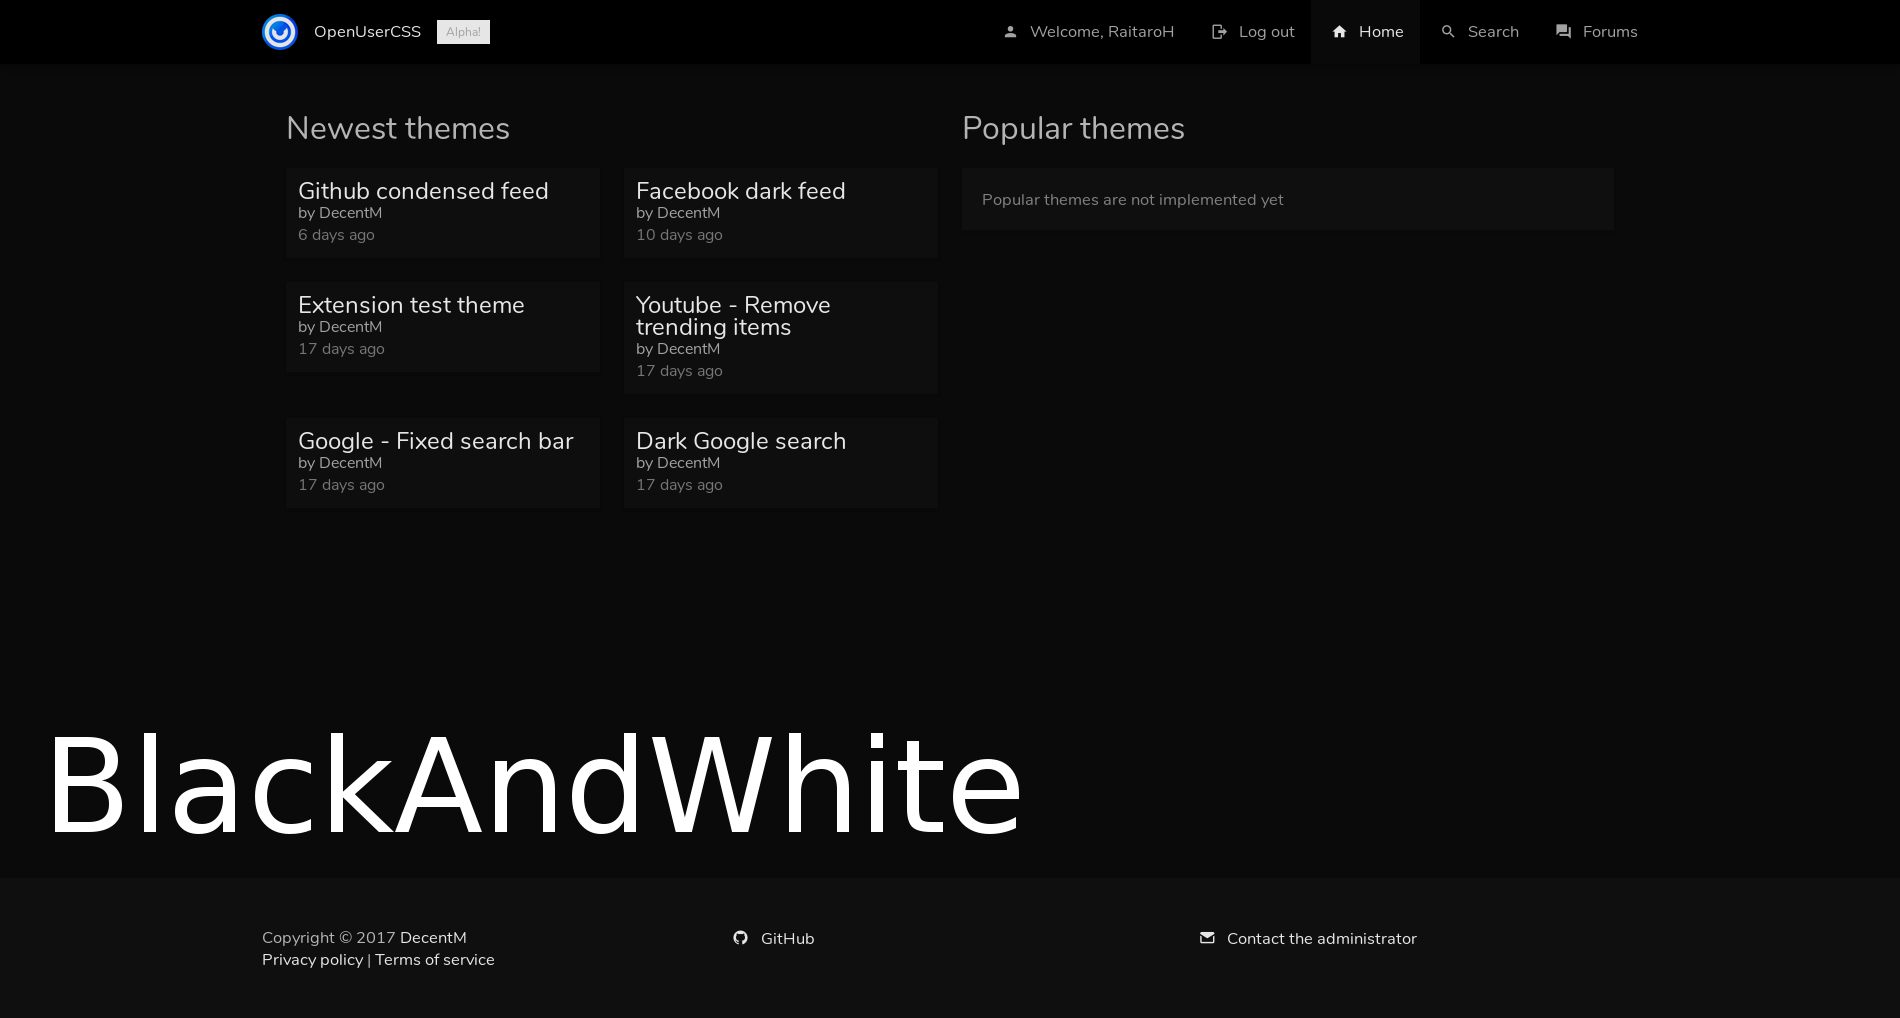 OpenUserCSS Alpha! Welcome, RaitaroH Log out Home Search Forums
Newest themes
Github condensed feed
by DecentM
6 days ago
Facebook dark feed
by DecentM
10 days ago
Extension test theme
by DecentM
17 days ago
Youtube - Remove
trending items
by DecentM
17 days ago
Google - Fixed search bar
by DecentM
17 days ago
Dark Google search
by DecentM
17 days ago
Popular themes
Popular themes are not implemented yet
BlackAndWhite
Copyright © 2017 DecentM
Privacy policy | Terms of service
GitHub
Contact the administrator